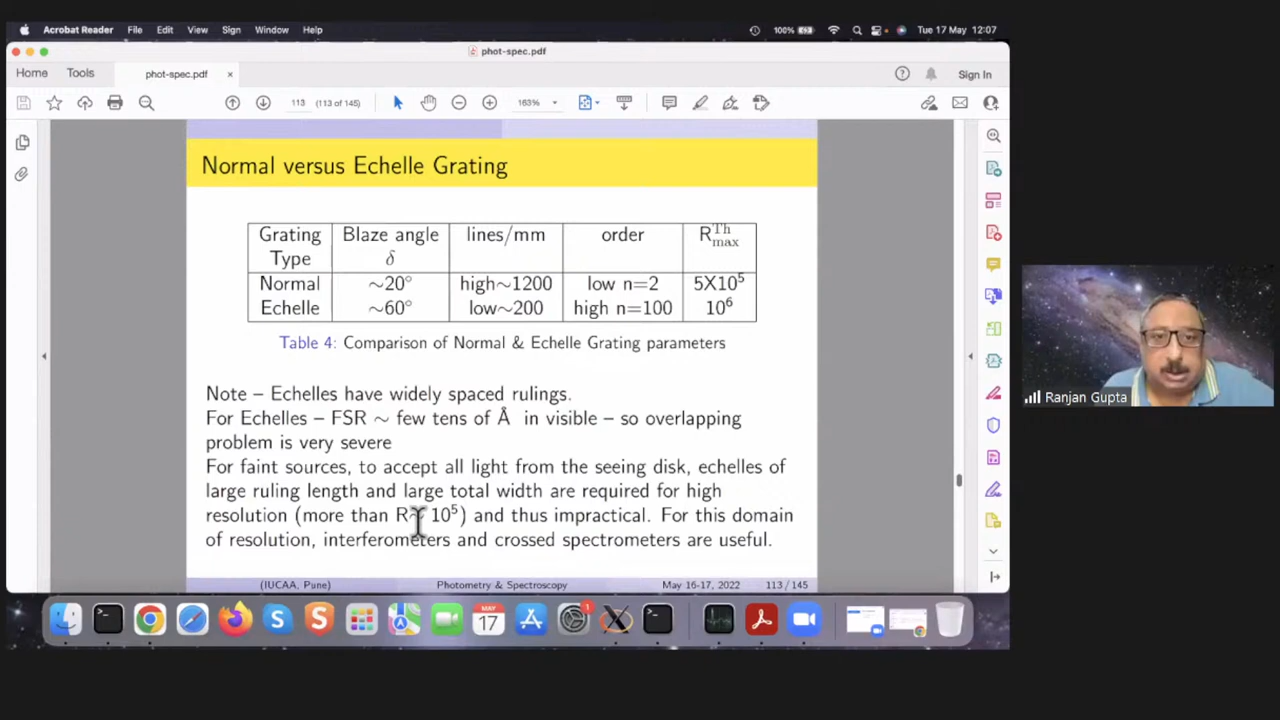 Acrobat Reader File Edit View Window Help 100% Tue 17 May 12:07
phot-spec.pdf
Home Tools phot-spec.pdf × Sign In
113 (113 of 145) 163%
Normal versus Echelle Grating
Grating Type Blaze angle δ lines/mm order R^Th_max
Normal ~20° high~1200 low n=2 5X10⁵
Echelle ~60° low~200 high n=100 10⁶
Table 4: Comparison of Normal & Echelle Grating parameters
Note – Echelles have widely spaced rulings.
For Echelles – FSR ~ few tens of Å in visible – so overlapping
problem is very severe
For faint sources, to accept all light from the seeing disk, echelles of
large ruling length and large total width are required for high
resolution (more than R~ 10⁵) and thus impractical. For this domain
of resolution, interferometers and crossed spectrometers are useful.
(IUCAA, Pune) Photometry & Spectroscopy May 16-17, 2022 113 / 145
Ranjan Gupta
MAY
17
1